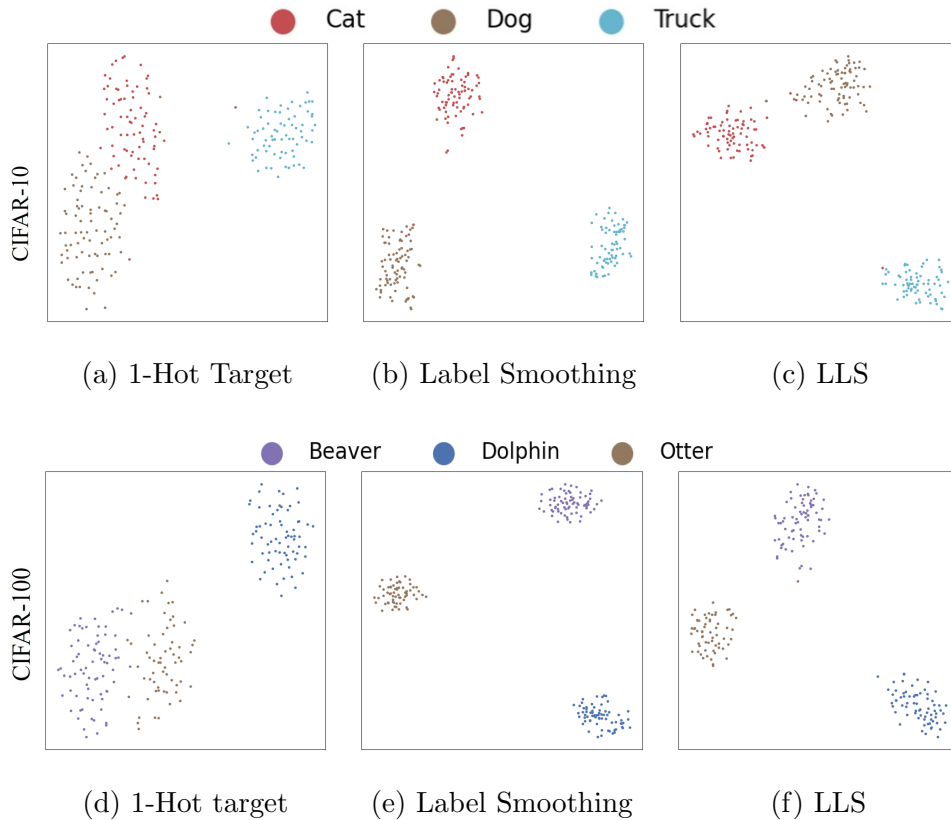 Cat Dog Truck
CIFAR-10
(a) 1-Hot Target (b) Label Smoothing (c) LLS
Beaver Dolphin Otter
CIFAR-100
(d) 1-Hot target (e) Label Smoothing (f) LLS